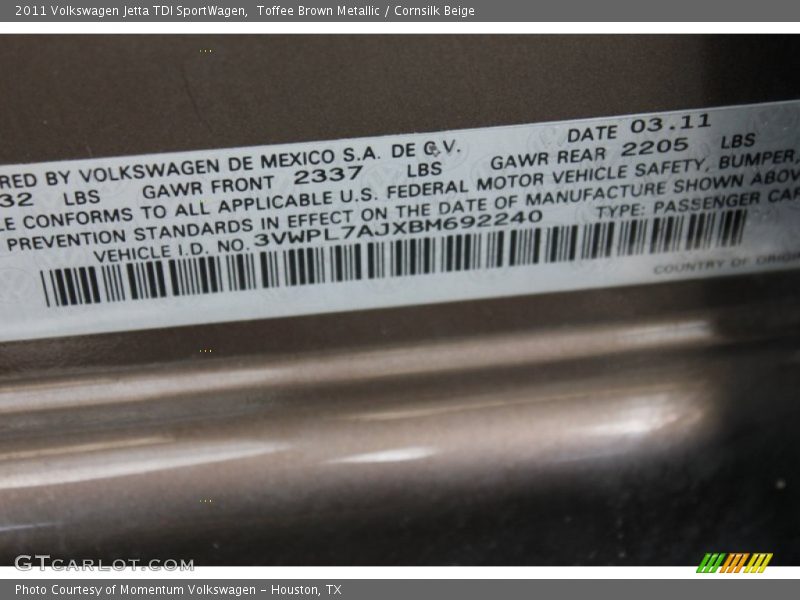 2011 Volkswagen Jetta TDI SportWagen,  Toffee Brown Metallic / Cornsilk Beige
RED BY VOLKSWAGEN DE MEXICO S.A. DE C.V. DATE 03.11
32 LBS GAWR FRONT 2337 LBS GAWR REAR 2205 LBS
LE CONFORMS TO ALL APPLICABLE U.S. FEDERAL MOTOR VEHICLE SAFETY, BUMPER,
PREVENTION STANDARDS IN EFFECT ON THE DATE OF MANUFACTURE SHOWN ABOV
VEHICLE I.D. NO. 3VWPL7AJXBM692240 TYPE: PASSENGER CAR
COUNTRY OF ORIGI
GTCARLOT.COM
Photo Courtesy of Momentum Volkswagen – Houston, TX